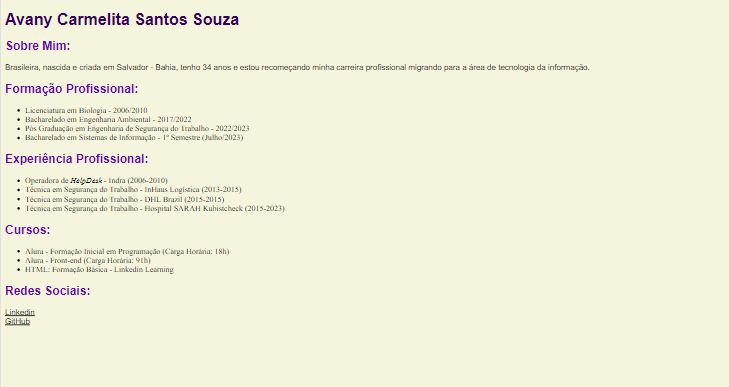 Avany Carmelita Santos Souza
Sobre Mim:
Brasileira, nascida e criada em Salvador - Bahia, tenho 34 anos e estou recomeçando minha carreira profissional migrando para a área de tecnologia da informação.
Formação Profissional:
Licenciatura em Biologia - 2006/2010
Bacharelado em Engenharia Ambiental - 2017/2022
Pós Graduação em Engenharia de Segurança do Trabalho - 2022/2023
Bacharelado em Sistemas de Informação - 1º Semestre (Julho/2023)
Experiência Profissional:
Operadora de HelpDesk - Indra (2006-2010)
Técnica em Segurança do Trabalho - InHaus Logística (2013-2015)
Técnica em Segurança do Trabalho - DHL Brazil (2015-2015)
Técnica em Segurança do Trabalho - Hospital SARAH Kubistcheck (2015-2023)
Cursos:
Alura - Formação Inicial em Programação (Carga Horária: 18h)
Alura - Front-end (Carga Horária: 91h)
HTML: Formação Básica - Linkedin Learning
Redes Sociais:
Linkedin
GitHub